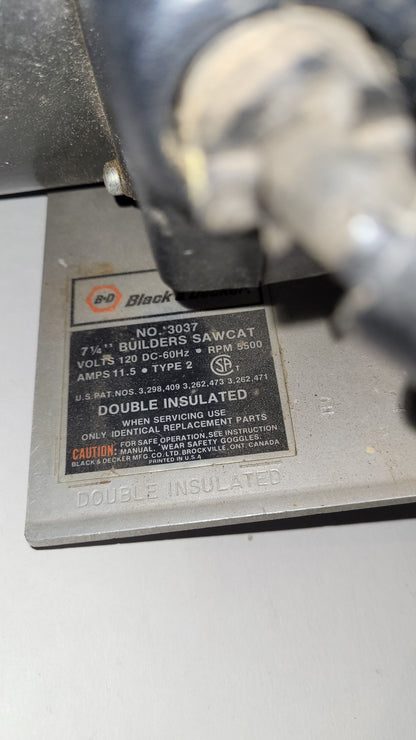 B·D Black & Decker.
NO. 3037
7¼'' BUILDERS SAWCAT
VOLTS 120 DC-60Hz • RPM 5500
AMPS 11.5 • TYPE 2
U.S. PAT. NOS. 3,298,409 3,262,473 3,262,471
DOUBLE INSULATED
WHEN SERVICING USE
ONLY IDENTICAL REPLACEMENT PARTS
CAUTION: FOR SAFE OPERATION, SEE INSTRUCTION
MANUAL. WEAR SAFETY GOGGLES.
BLACK & DECKER MFG. CO. LTD. BROCKVILLE, ONT. CANADA
PRINTED IN U.S.A
DOUBLE INSULATED